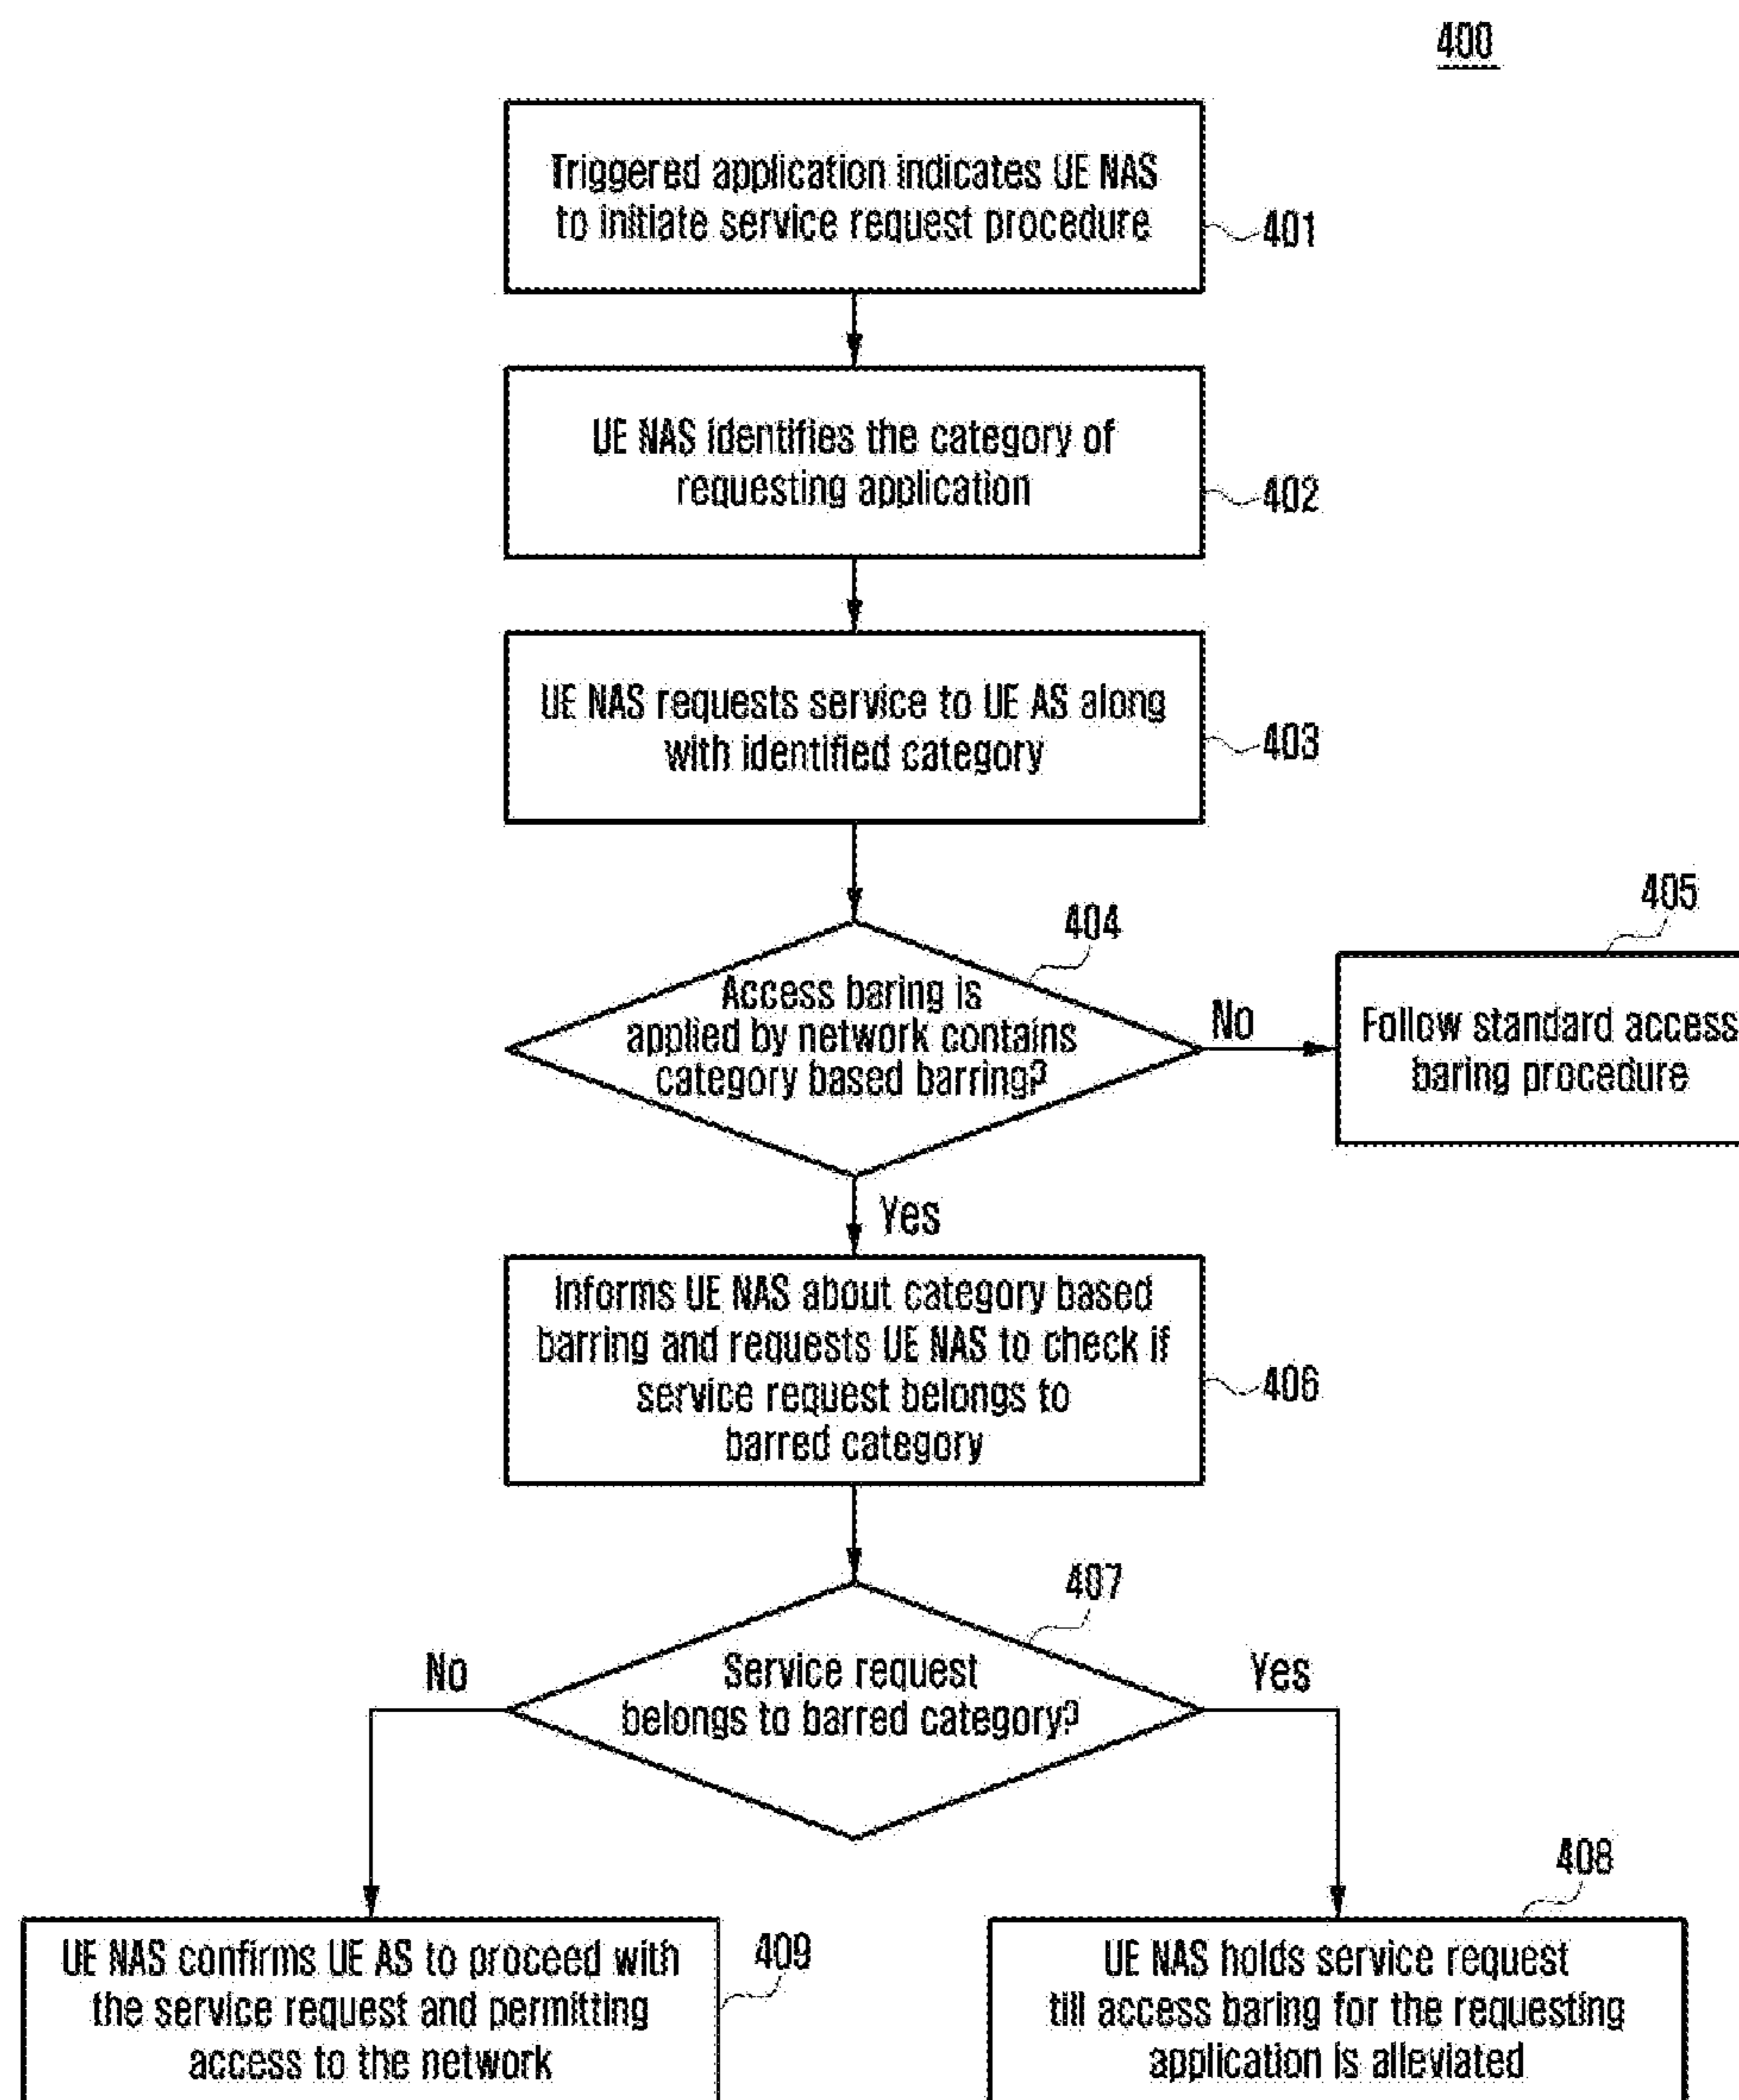 400
Triggered application indicates UE NAS
to initiate service request procedure
401
UE NAS identifies the category of
requesting application
402
UE NAS requests service to UE AS along
with identified category
403
404
Access baring is
applied by network contains
category based barring?
No
405
Follow standard access
baring procedure
Yes
Informs UE NAS about category based
barring and requests UE NAS to check if
service request belongs to
barred category
406
407
Service request
belongs to barred category?
No
Yes
UE NAS confirms UE AS to proceed with
the service request and permitting
access to the network
409
408
UE NAS holds service request
till access baring for the requesting
application is alleviated